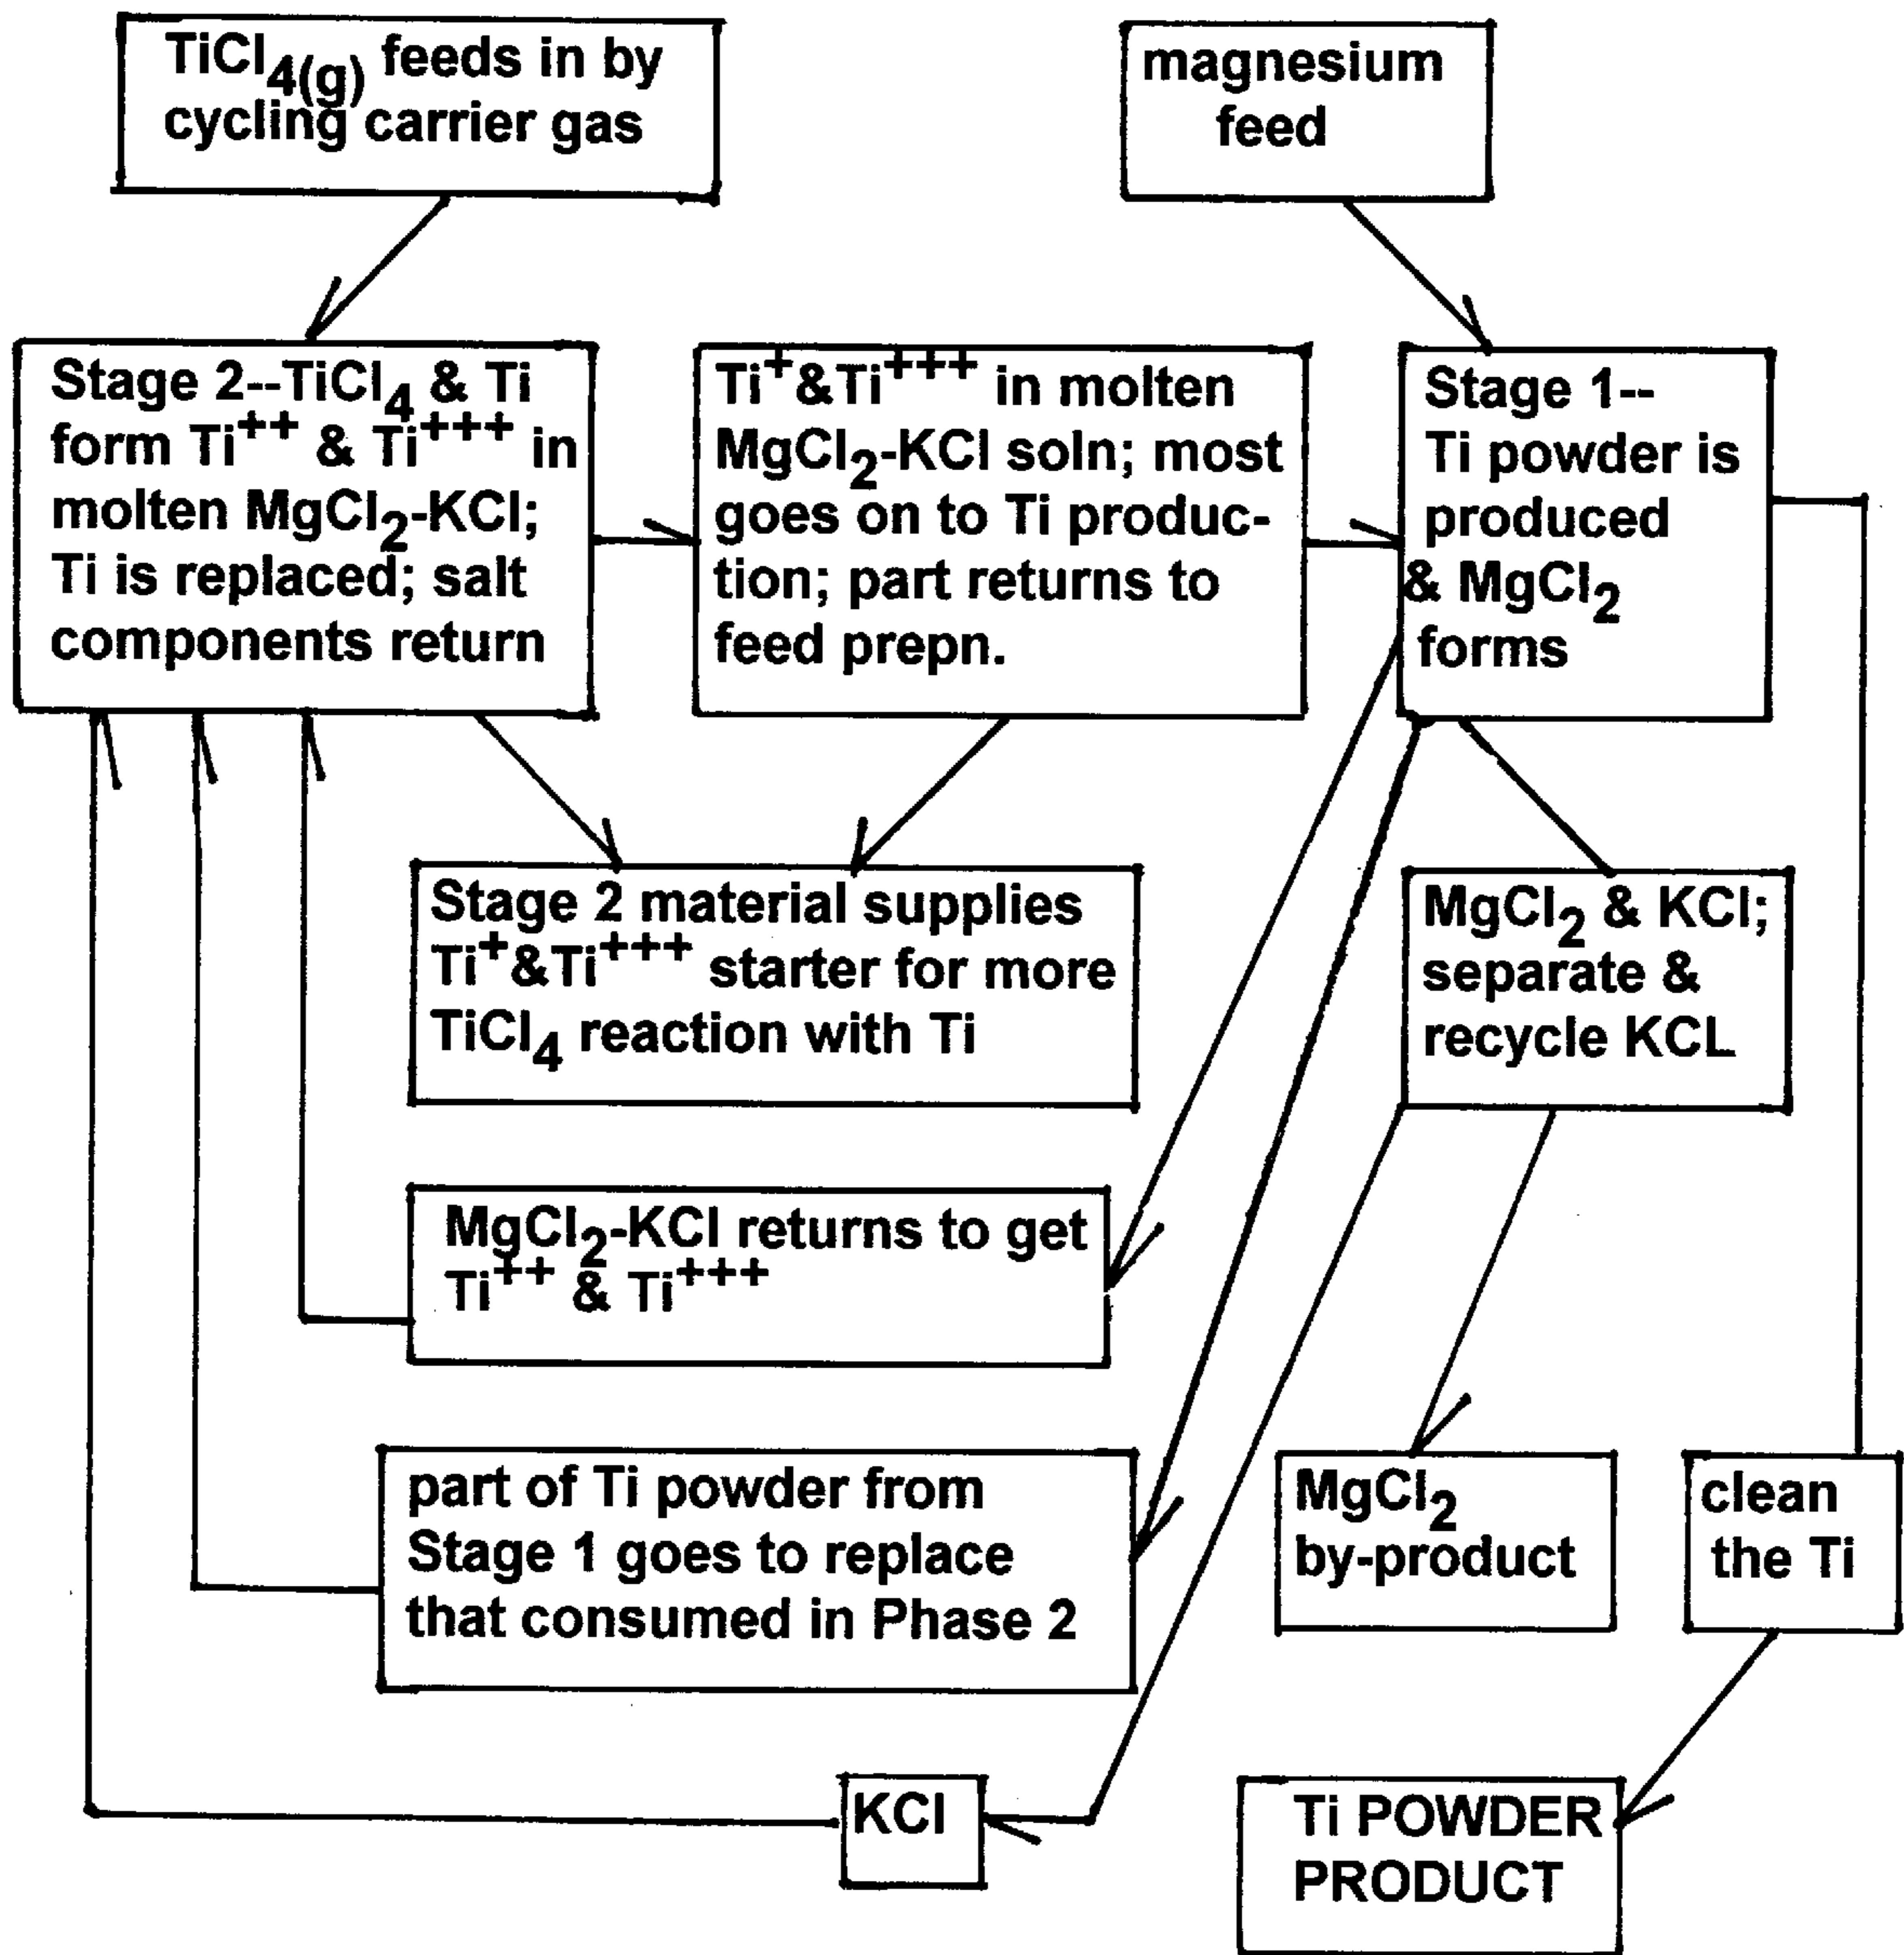 TiCl₄(g) feeds in by
cycling carrier gas
magnesium
feed
Stage 2--TiCl₄ & Ti
form Ti⁺⁺ & Ti⁺⁺⁺ in
molten MgCl₂-KCl;
Ti is replaced; salt
components return
Ti⁺&Ti⁺⁺⁺ in molten
MgCl₂-KCl soln; most
goes on to Ti produc-
tion; part returns to
feed prepn.
Stage 1--
Ti powder is
produced
& MgCl₂
forms
Stage 2 material supplies
Ti⁺&Ti⁺⁺⁺ starter for more
TiCl₄ reaction with Ti
MgCl₂ & KCl;
separate &
recycle KCL
MgCl₂-KCl returns to get
Ti⁺⁺ & Ti⁺⁺⁺
part of Ti powder from
Stage 1 goes to replace
that consumed in Phase 2
MgCl₂
by-product
clean
the Ti
KCl
Ti POWDER
PRODUCT